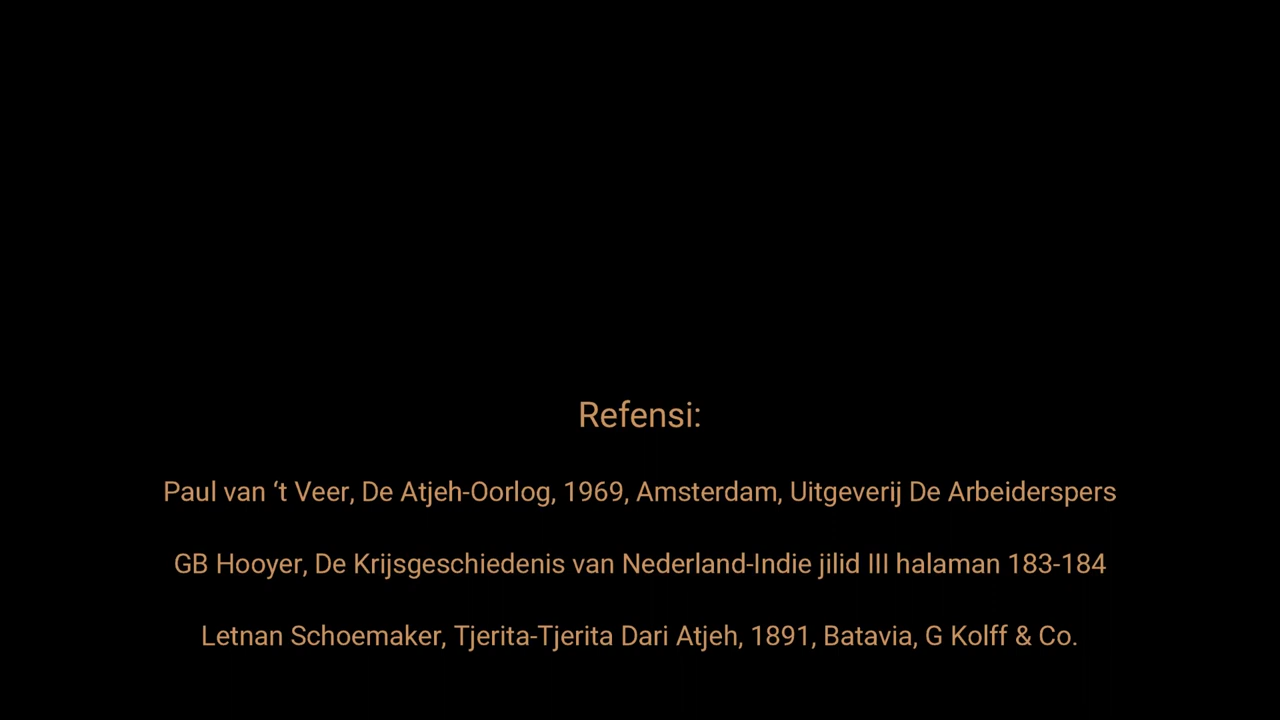 Refensi:
Paul van ‘t Veer, De Atjeh-Oorlog, 1969, Amsterdam, Uitgeverij De Arbeiderspers
GB Hooyer, De Krijsgeschiedenis van Nederland-Indie jilid III halaman 183-184
Letnan Schoemaker, Tjerita-Tjerita Dari Atjeh, 1891, Batavia, G Kolff & Co.